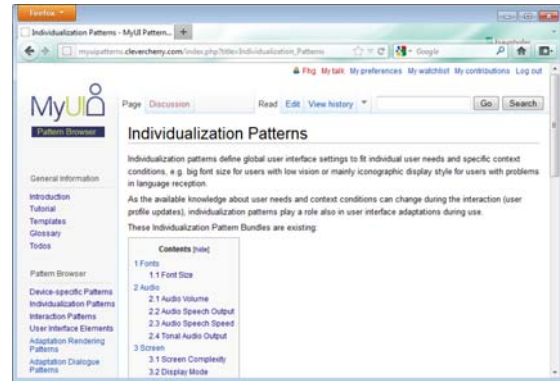 Firefox
Individualization Patterns - MyUI Pattern...
myuipatterns.clevercherry.com/index.php?title=Individualization_Patterns
Google
Fhg My talk My preferences My watchlist My contributions Log out
MyUI
Pattern Browser
Page Discussion Read Edit View history Go Search
Individualization Patterns
Individualization patterns define global user interface settings to fit individual user needs and specific context
conditions, e.g. big font size for users with low vision or mainly iconographic display style for users with problems
in language reception.
As the available knowledge about user needs and context conditions can change during the interaction (user
profile updates), individualization patterns play a role also in user interface adaptations during use.
These Individualization Pattern Bundles are existing:
General Information
Introduction
Tutorial
Templates
Glossary
Todos
Pattern Browser
Device-specific Patterns
Individualization Patterns
Interaction Patterns
User Interface Elements
Adaptation Rendering
Patterns
Adaptation Dialogue
Patterns
Contents [hide]
1 Fonts
1.1 Font Size
2 Audio
2.1 Audio Volume
2.2 Audio Speech Output
2.3 Audio Speech Speed
2.4 Tonal Audio Output
3 Screen
3.1 Screen Complexity
3.2 Display Mode